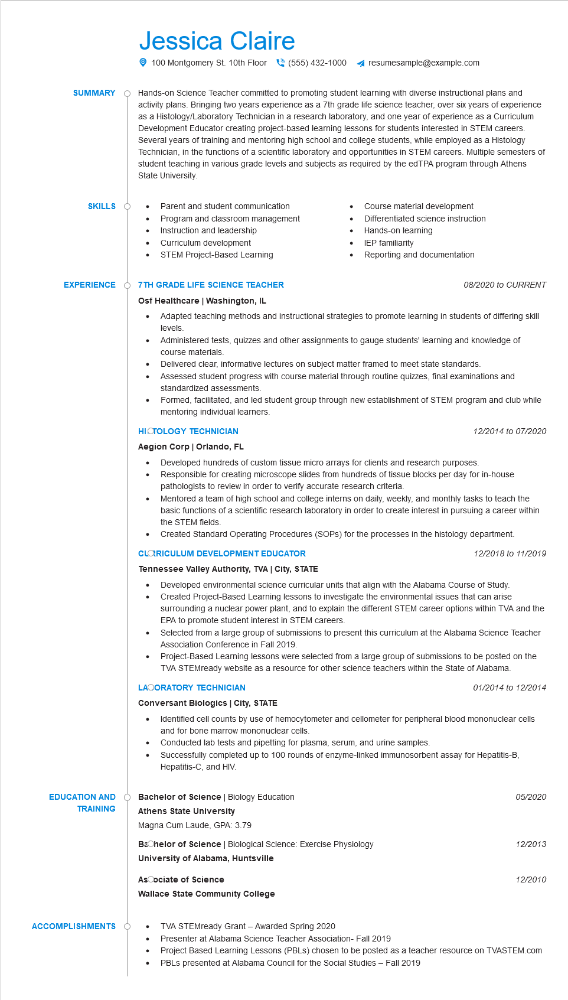 Jessica Claire
100 Montgomery St. 10th Floor (555) 432-1000 resumesample@example.com
SUMMARY
Hands-on Science Teacher committed to promoting student learning with diverse instructional plans and
activity plans. Bringing two years experience as a 7th grade life science teacher, over six years of experience
as a Histology/Laboratory Technician in a research laboratory, and one year of experience as a Curriculum
Development Educator creating project-based learning lessons for students interested in STEM careers.
Several years of training and mentoring high school and college students, while employed as a Histology
Technician, in the functions of a scientific laboratory and opportunities in STEM careers. Multiple semesters of
student teaching in various grade levels and subjects as required by the edTPA program through Athens
State University.
SKILLS
• Parent and student communication
• Program and classroom management
• Instruction and leadership
• Curriculum development
• STEM Project-Based Learning
• Course material development
• Differentiated science instruction
• Hands-on learning
• IEP familiarity
• Reporting and documentation
EXPERIENCE
7TH GRADE LIFE SCIENCE TEACHER 08/2020 to CURRENT
Osf Healthcare | Washington, IL
• Adapted teaching methods and instructional strategies to promote learning in students of differing skill
levels.
• Administered tests, quizzes and other assignments to gauge students' learning and knowledge of
course materials.
• Delivered clear, informative lectures on subject matter framed to meet state standards.
• Assessed student progress with course material through routine quizzes, final examinations and
standardized assessments.
• Formed, facilitated, and led student group through new establishment of STEM program and club while
mentoring individual learners.
HISTOLOGY TECHNICIAN 12/2014 to 07/2020
Aegion Corp | Orlando, FL
• Developed hundreds of custom tissue micro arrays for clients and research purposes.
• Responsible for creating microscope slides from hundreds of tissue blocks per day for in-house
pathologists to review in order to verify accurate research criteria.
• Mentored a team of high school and college interns on daily, weekly, and monthly tasks to teach the
basic functions of a scientific research laboratory in order to create interest in pursuing a career within
the STEM fields.
• Created Standard Operating Procedures (SOPs) for the processes in the histology department.
CURRICULUM DEVELOPMENT EDUCATOR 12/2018 to 11/2019
Tennessee Valley Authority, TVA | City, STATE
• Developed environmental science curricular units that align with the Alabama Course of Study.
• Created Project-Based Learning lessons to investigate the environmental issues that can arise
surrounding a nuclear power plant, and to explain the different STEM career options within TVA and the
EPA to promote student interest in STEM careers.
• Selected from a large group of submissions to present this curriculum at the Alabama Science Teacher
Association Conference in Fall 2019.
• Project-Based Learning lessons were selected from a large group of submissions to be posted on the
TVA STEMready website as a resource for other science teachers within the State of Alabama.
LABORATORY TECHNICIAN 01/2014 to 12/2014
Conversant Biologics | City, STATE
• Identified cell counts by use of hemocytometer and cellometer for peripheral blood mononuclear cells
and for bone marrow mononuclear cells.
• Conducted lab tests and pipetting for plasma, serum, and urine samples.
• Successfully completed up to 100 rounds of enzyme-linked immunosorbent assay for Hepatitis-B,
Hepatitis-C, and HIV.
EDUCATION AND
TRAINING
Bachelor of Science | Biology Education 05/2020
Athens State University
Magna Cum Laude, GPA: 3.79
Bachelor of Science | Biological Science: Exercise Physiology 12/2013
University of Alabama, Huntsville
Associate of Science 12/2010
Wallace State Community College
ACCOMPLISHMENTS
• TVA STEMready Grant – Awarded Spring 2020
• Presenter at Alabama Science Teacher Association- Fall 2019
• Project Based Learning Lessons (PBLs) chosen to be posted as a teacher resource on TVASTEM.com
• PBLs presented at Alabama Council for the Social Studies – Fall 2019